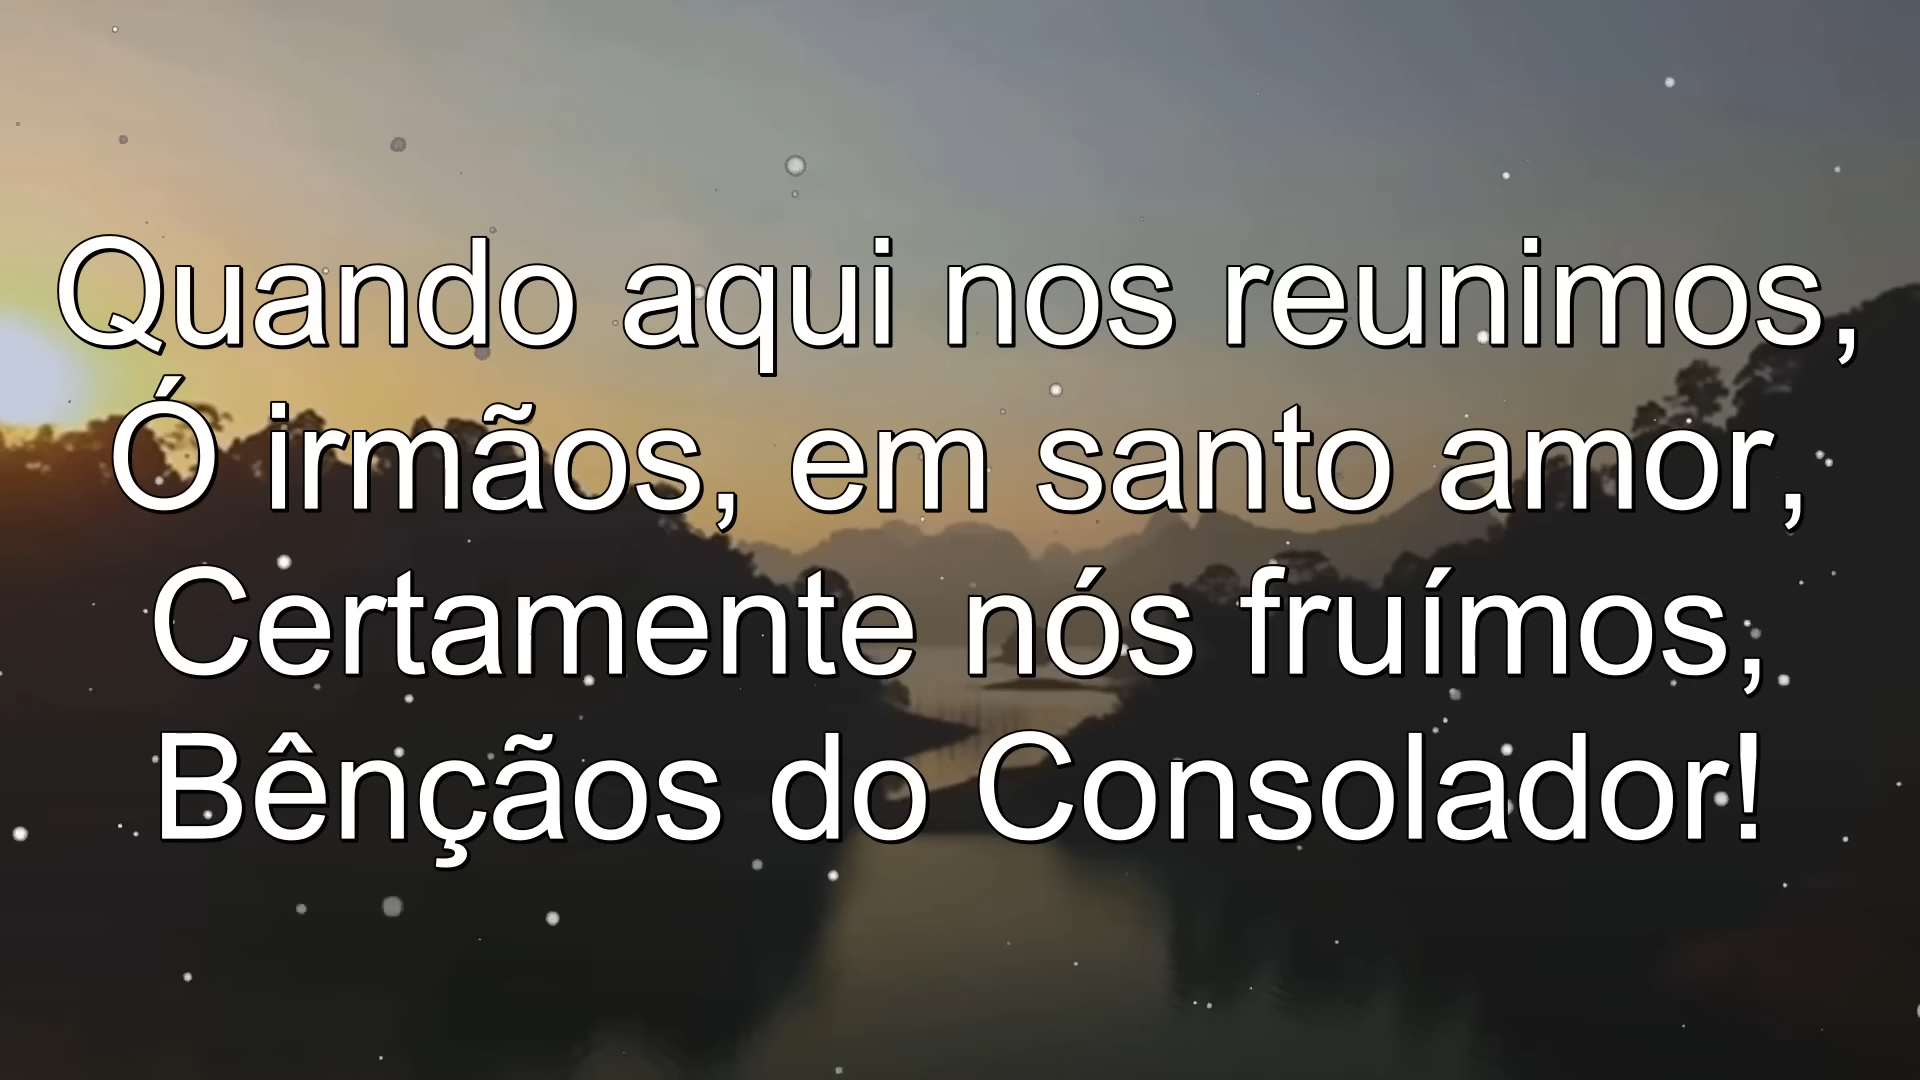 Quando aqui nos reunimos,
Ó irmãos, em santo amor,
Certamente nós fruímos,
Bênçãos do Consolador!